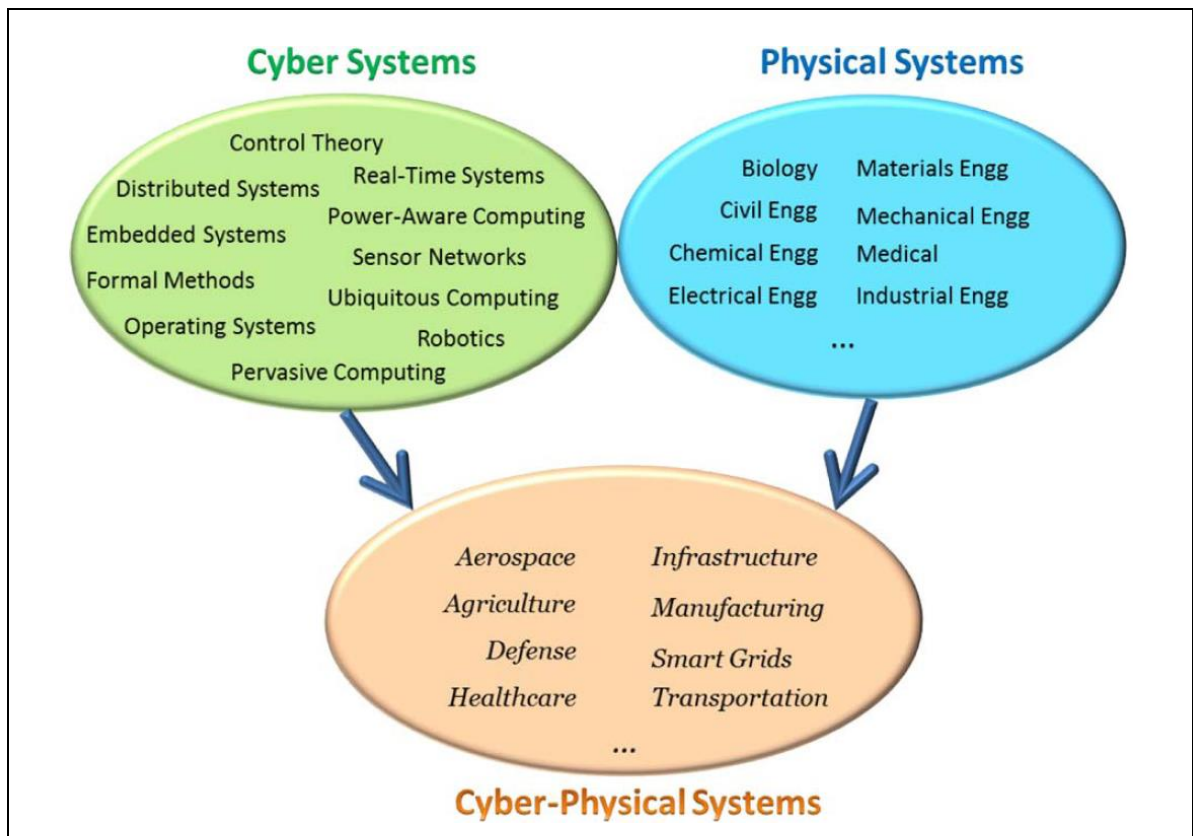 Cyber Systems
Control Theory
Real-Time Systems
Distributed Systems
Power-Aware Computing
Embedded Systems
Sensor Networks
Formal Methods
Ubiquitous Computing
Operating Systems
Robotics
Pervasive Computing
Physical Systems
Biology Materials Engg
Civil Engg Mechanical Engg
Chemical Engg Medical
Electrical Engg Industrial Engg
...
Aerospace Infrastructure
Agriculture Manufacturing
Defense Smart Grids
Healthcare Transportation
...
Cyber-Physical Systems